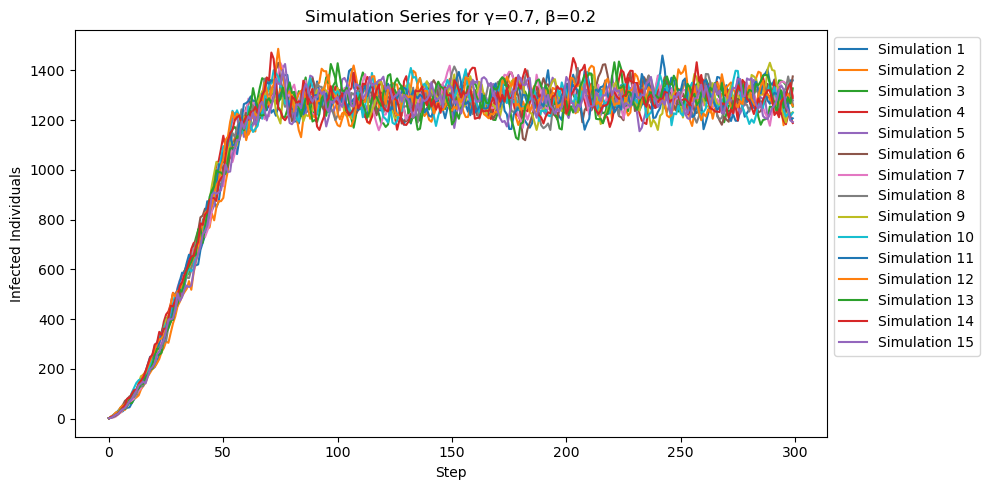 Simulation Series for γ=0.7, β=0.2
Infected Individuals
1400
1200
1000
800
600
400
200
0
0 50 100 150 200 250 300
Step
Simulation 1
Simulation 2
Simulation 3
Simulation 4
Simulation 5
Simulation 6
Simulation 7
Simulation 8
Simulation 9
Simulation 10
Simulation 11
Simulation 12
Simulation 13
Simulation 14
Simulation 15